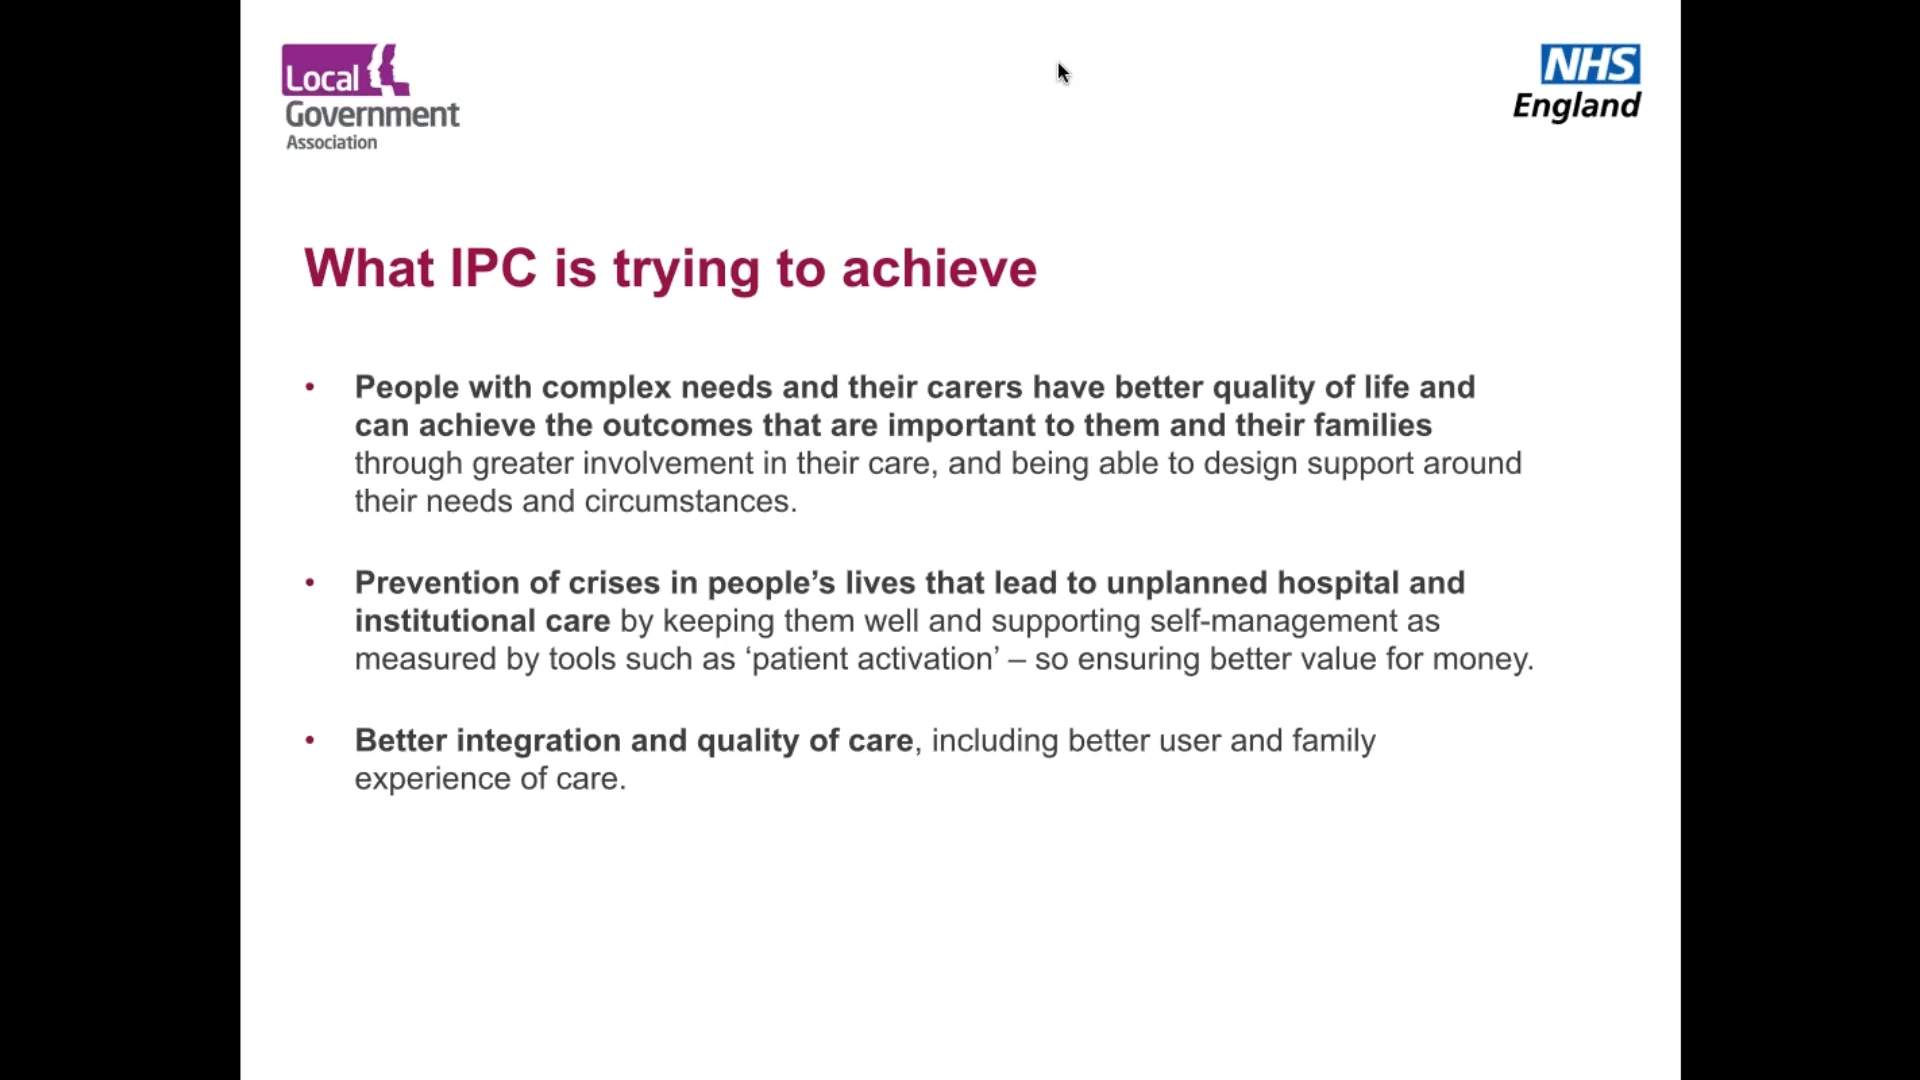 Local
Government
Association
NHS
England
What IPC is trying to achieve
• People with complex needs and their carers have better quality of life and
can achieve the outcomes that are important to them and their families
through greater involvement in their care, and being able to design support around
their needs and circumstances.
• Prevention of crises in people’s lives that lead to unplanned hospital and
institutional care by keeping them well and supporting self-management as
measured by tools such as ‘patient activation’ – so ensuring better value for money.
• Better integration and quality of care, including better user and family
experience of care.